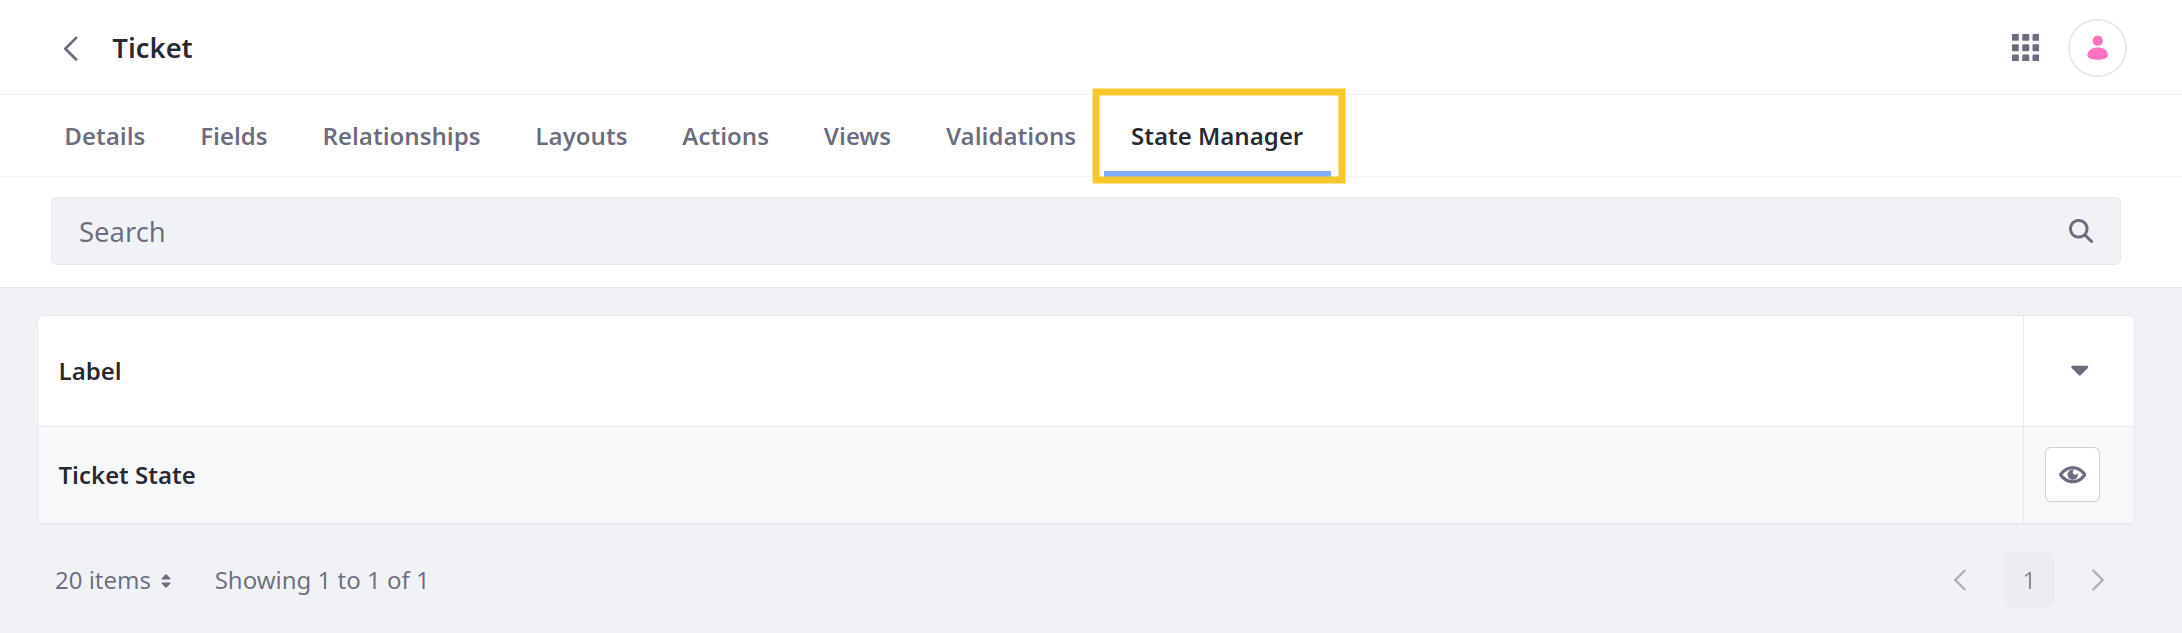 Ticket
Details Fields Relationships Layouts Actions Views Validations State Manager
Search
Label
Ticket State
20 items Showing 1 to 1 of 1 1